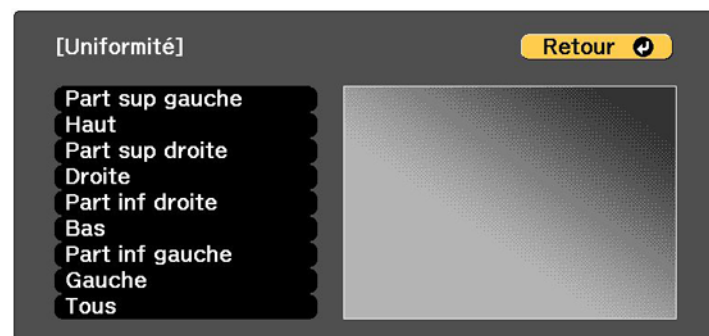 [Uniformité]
Retour
Part sup gauche
Haut
Part sup droite
Droite
Part inf droite
Bas
Part inf gauche
Gauche
Tous